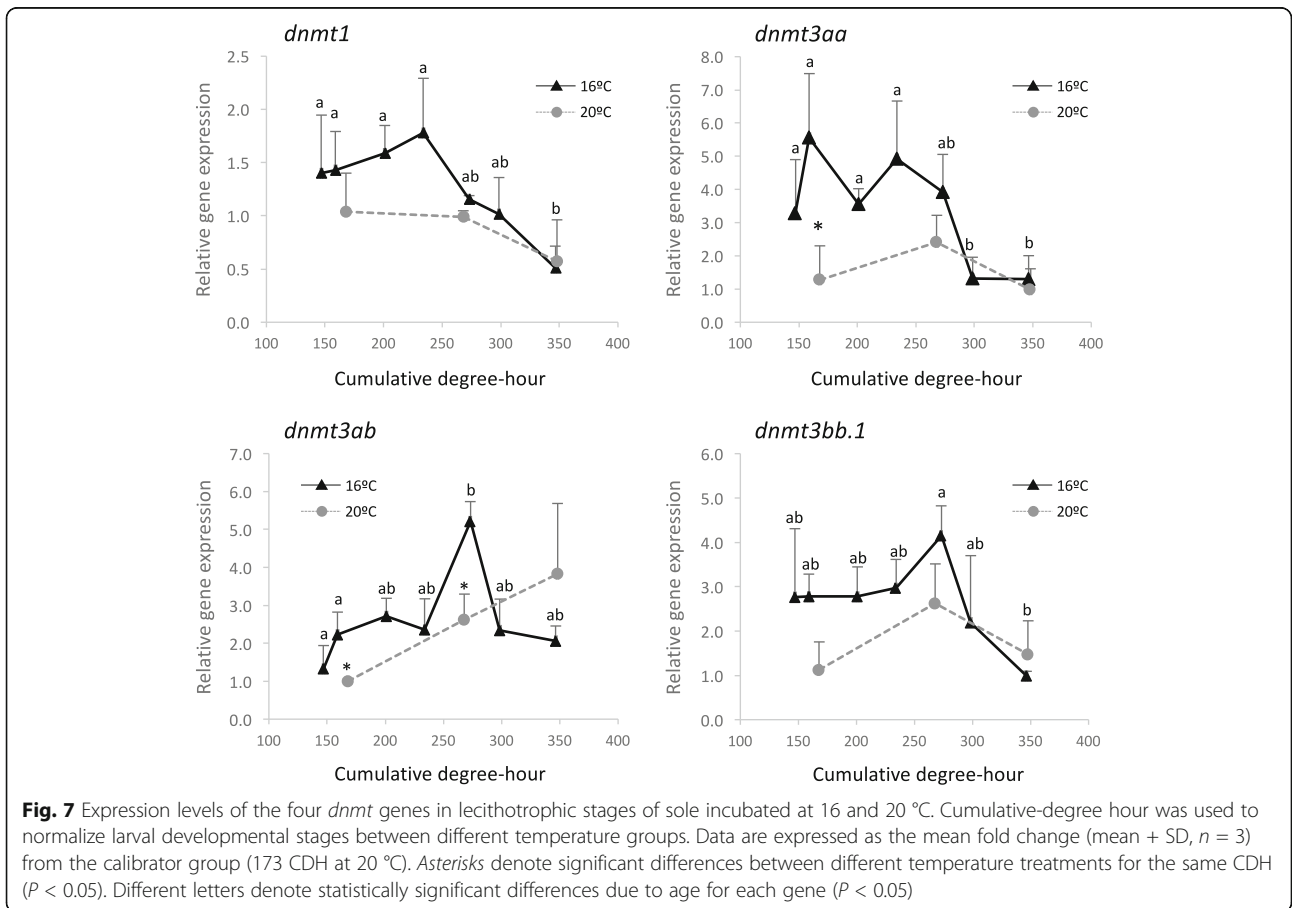 dnmt1
2.5
2.0
1.5
1.0
0.5
0.0
Relative gene expression
a
a
a
a
ab
ab
b
16ºC
20ºC
100 150 200 250 300 350 400
Cumulative degree-hour
dnmt3aa
8.0
7.0
6.0
5.0
4.0
3.0
2.0
1.0
0.0
Relative gene expression
a
a
a
a
ab
b
b
*
16ºC
20ºC
100 150 200 250 300 350 400
Cumulative degree-hour
dnmt3ab
7.0
6.0
5.0
4.0
3.0
2.0
1.0
0.0
Relative gene expression
16ºC
20ºC
a
a
ab
ab
b
ab
ab
*
*
100 150 200 250 300 350 400
Cumulative degree-hour
dnmt3bb.1
6.0
5.0
4.0
3.0
2.0
1.0
0.0
Relative gene expression
ab
ab
ab
ab
a
ab
b
16ºC
20ºC
100 150 200 250 300 350 400
Cumulative degree-hour
Fig. 7 Expression levels of the four dnmt genes in lecithotrophic stages of sole incubated at 16 and 20 °C. Cumulative-degree hour was used to
normalize larval developmental stages between different temperature groups. Data are expressed as the mean fold change (mean + SD, n = 3)
from the calibrator group (173 CDH at 20 °C). Asterisks denote significant differences between different temperature treatments for the same CDH
(P < 0.05). Different letters denote statistically significant differences due to age for each gene (P < 0.05)